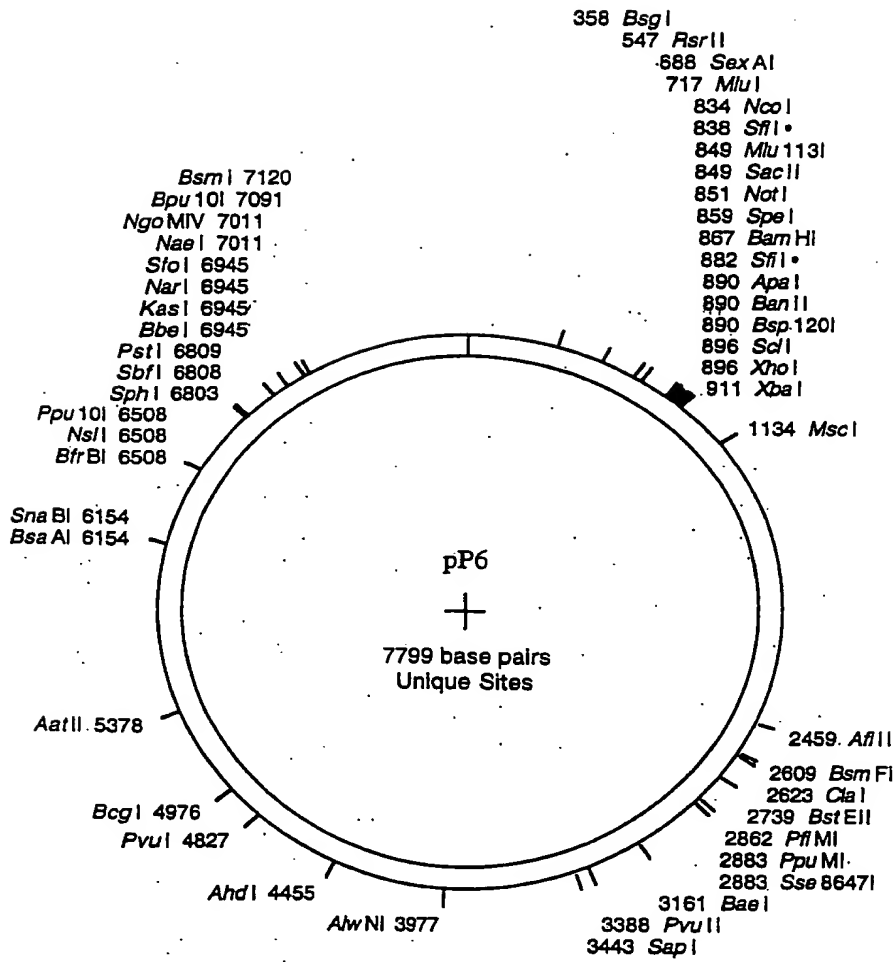 358 BsgI
547 RsrII
688 SexAI
717 MluI
834 NcoI
838 SfiI •
849 Mlu113I
849 SacII
851 NotI
859 SpeI
867 BamHI
882 SfiI •
890 ApaI
890 BanII
890 Bsp120I
896 SclI
896 XhoI
911 XbaI
1134 MscI
BsmI 7120
Bpu10I 7091
NgoMIV 7011
NaeI 7011
SfoI 6945
NarI 6945
KasI 6945
BbeI 6945
PstI 6809
SbfI 6808
SphI 6803
Ppu10I 6508
NsiI 6508
BfrBI 6508
SnaBI 6154
BsaAI 6154
pP6
7799 base pairs
Unique Sites
AatII 5378
BcgI 4976
PvuI 4827
AhdI 4455
AlwNI 3977
2459 AflII
2609 BsmFI
2623 ClaI
2739 BstEII
2862 PflMI
2883 PpuMI
2883 Sse8647I
3161 BaeI
3388 PvuII
3443 SapI